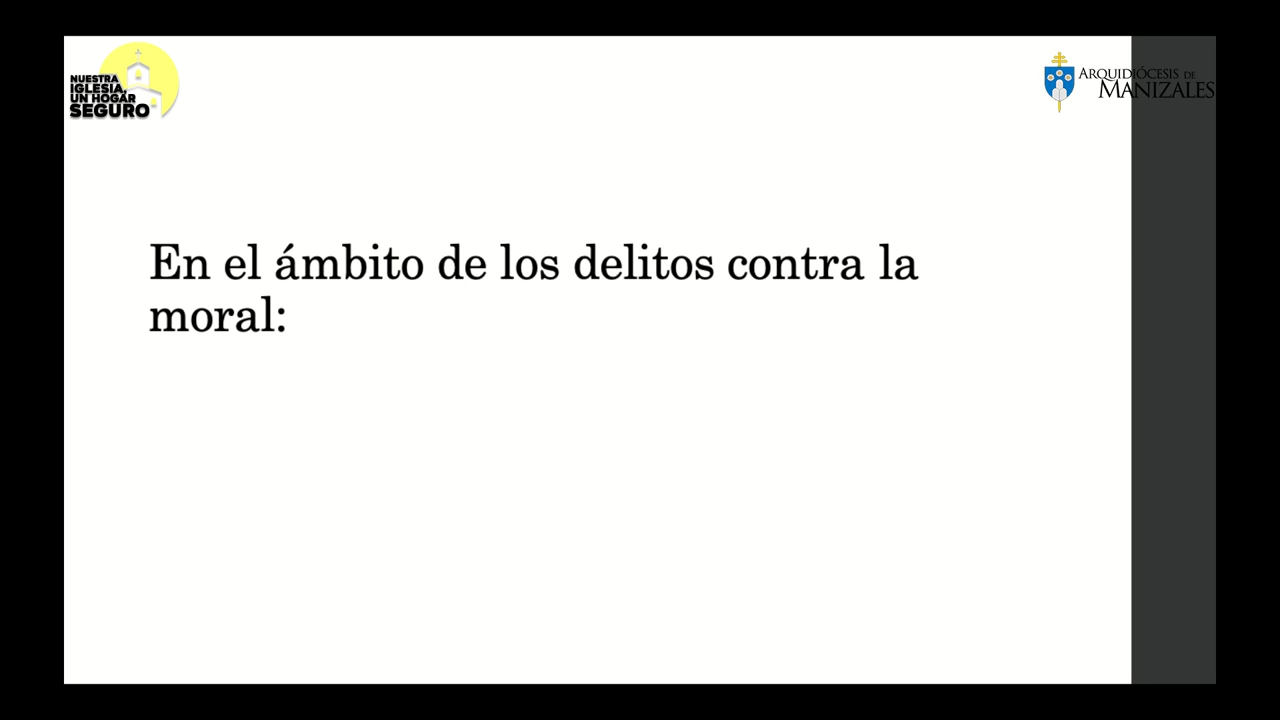 NUESTRA
IGLESIA,
UN HOGAR
SEGURO
ARQUIDIÓCESIS DE
MANIZALES
En el ámbito de los delitos contra la
moral: